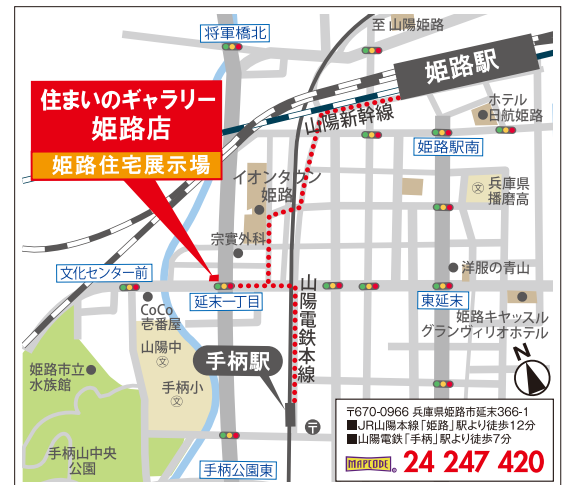 将軍橋北
至 山陽姫路
姫路駅
住まいのギャラリー
姫路店
姫路住宅展示場
山陽新幹線
ホテル
日航姫路
姫路駅南
イオンタウン
姫路
文
兵庫県
播磨高
宗實外科
文化センター前
洋服の青山
CoCo
壱番屋
延末一丁目
山陽電鉄本線
東延末
姫路キヤッスル
グランヴィリオホテル
山陽中
文
手柄駅
姫路市立
水族館
手柄小
文
N
〒
手柄山中央
公園
手柄公園東
〒670-0966 兵庫県姫路市延末366-1
■JR山陽本線「姫路」駅より徒歩12分
■山陽電鉄「手柄」駅より徒歩7分
MAPCODE 24 247 420